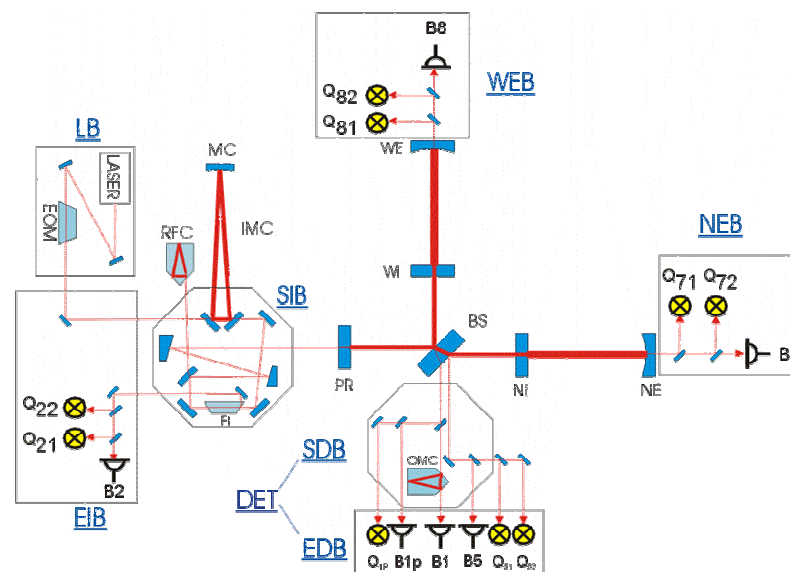 B8
WEB
Q82
Q81
LB
MC
WE
LASER
EOM
RFC
IMC
NEB
Q71
Q72
WI
SIB
BS
B
PR
NI
NE
FI
Q22
Q21
B2
EIB
SDB
OMC
DET
EDB
Q1p
B1p
B1
B5
Q51
Q52